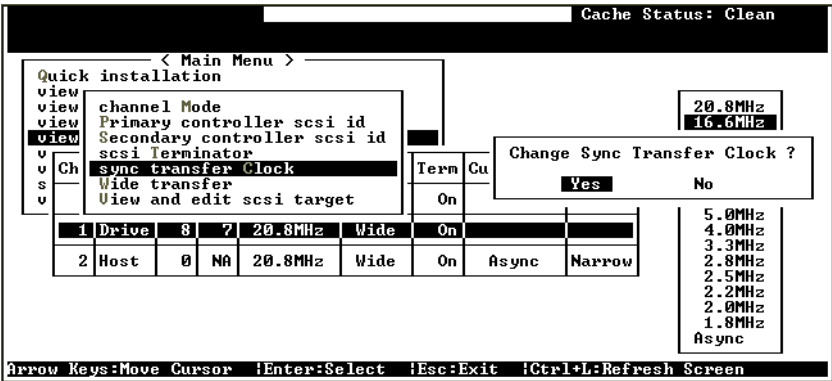 Cache Status: Clean
< Main Menu >
Quick installation
view
view
view
view
v
v
s
v
channel Mode
Primary controller scsi id
Secondary controller scsi id
scsi Terminator
sync transfer Clock
Wide transfer
View and edit scsi target
20.8MHz
16.6MHz
Change Sync Transfer Clock ?
Yes No
Ch Term Cu
On
1 Drive 8 7 20.8MHz Wide On
2 Host 0 NA 20.8MHz Wide On Async Narrow
5.0MHz
4.0MHz
3.3MHz
2.8MHz
2.5MHz
2.2MHz
2.0MHz
1.8MHz
Async
Arrow Keys:Move Cursor |Enter:Select |Esc:Exit |Ctrl+L:Refresh Screen